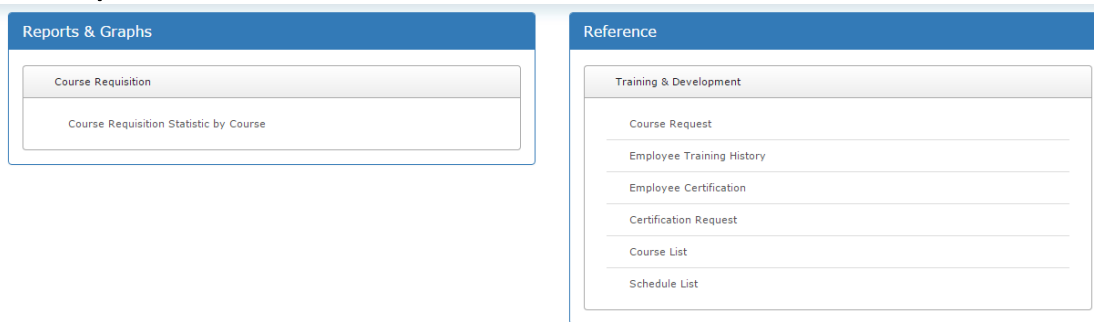 Reports & Graphs
Course Requisition
Course Requisition Statistic by Course
Reference
Training & Development
Course Request
Employee Training History
Employee Certification
Certification Request
Course List
Schedule List